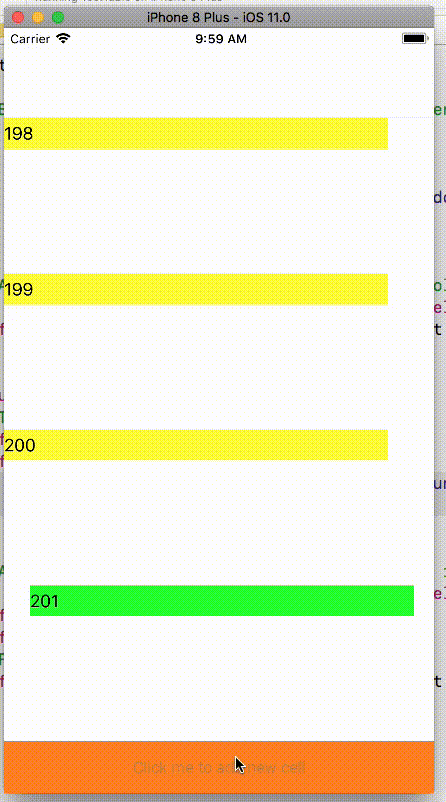 iPhone 8 Plus - iOS 11.0
Carrier 9:59 AM
198
199
200
201
Click me to add new cell